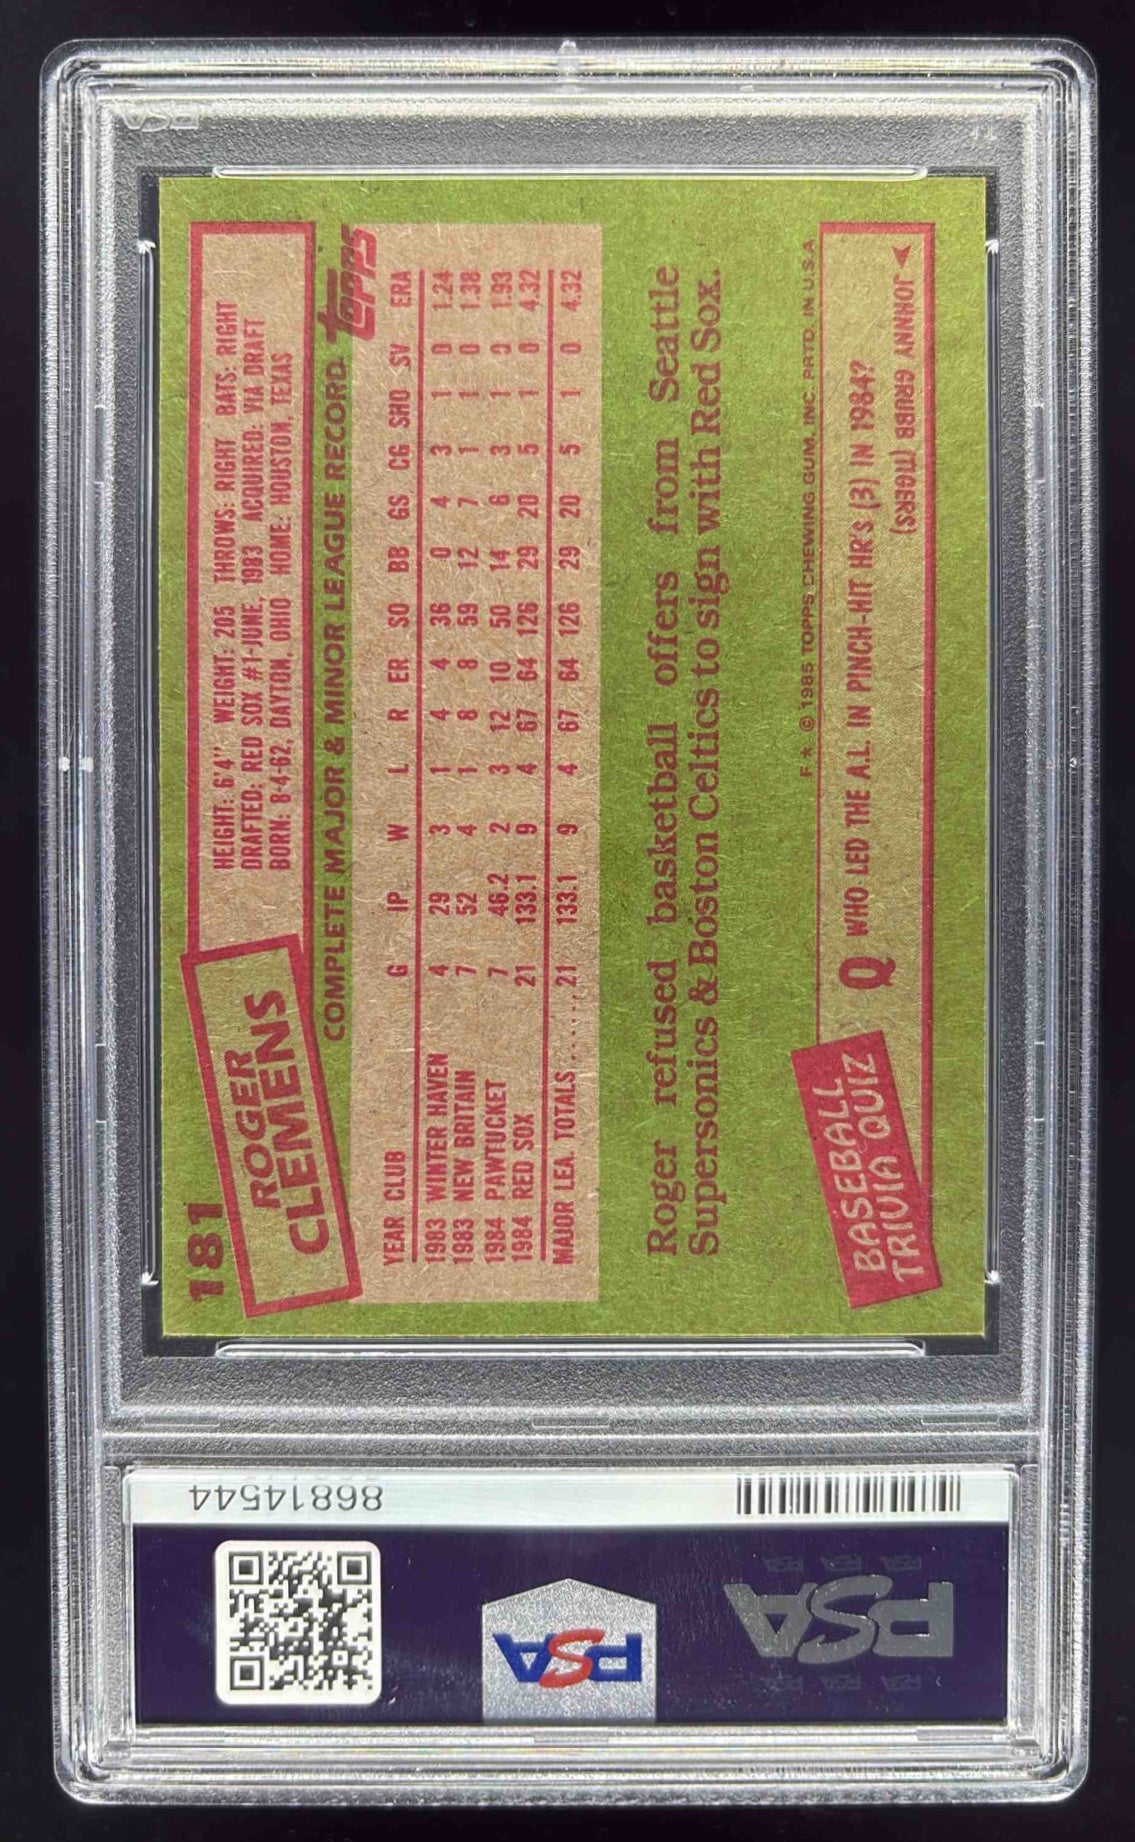 181
ROGER
CLEMENS
HEIGHT: 6'4" WEIGHT: 205 THROWS: RIGHT BATS: RIGHT
DRAFTED: RED SOX #1-JUNE, 1983 ACQUIRED: VIA DRAFT
BORN: 8-4-62, DAYTON, OHIO HOME: HOUSTON, TEXAS
COMPLETE MAJOR & MINOR LEAGUE RECORD
TOPPS
YEAR CLUB G IP W L R ER SO BB GS CG SHO SV ERA
1983 WINTER HAVEN 4 29 3 1 4 4 36 0 4 3 1 0 1.24
1983 NEW BRITAIN 7 52 4 1 8 8 59 12 7 1 1 0 1.38
1984 PAWTUCKET 7 46.2 2 3 12 10 50 14 6 3 1 0 1.93
1984 RED SOX 21 133.1 9 4 67 64 126 29 20 5 1 0 4.32
MAJOR LEA. TOTALS....... 21 133.1 9 4 67 64 126 29 20 5 1 0 4.32
Roger refused basketball offers from Seattle
Supersonics & Boston Celtics to sign with Red Sox.
F ★ © 1985 TOPPS CHEWING GUM, INC. PRTD. IN U.S.A.
BASEBALL
TRIVIA QUIZ
Q WHO LED THE A.L. IN PINCH-HIT HR'S (3) IN 1984?
JOHNNY GRUBB (TIGERS)
86814544
PSA
PSA
PSA
PSA PSA PSA PSA
PSA PSA PSA PSA